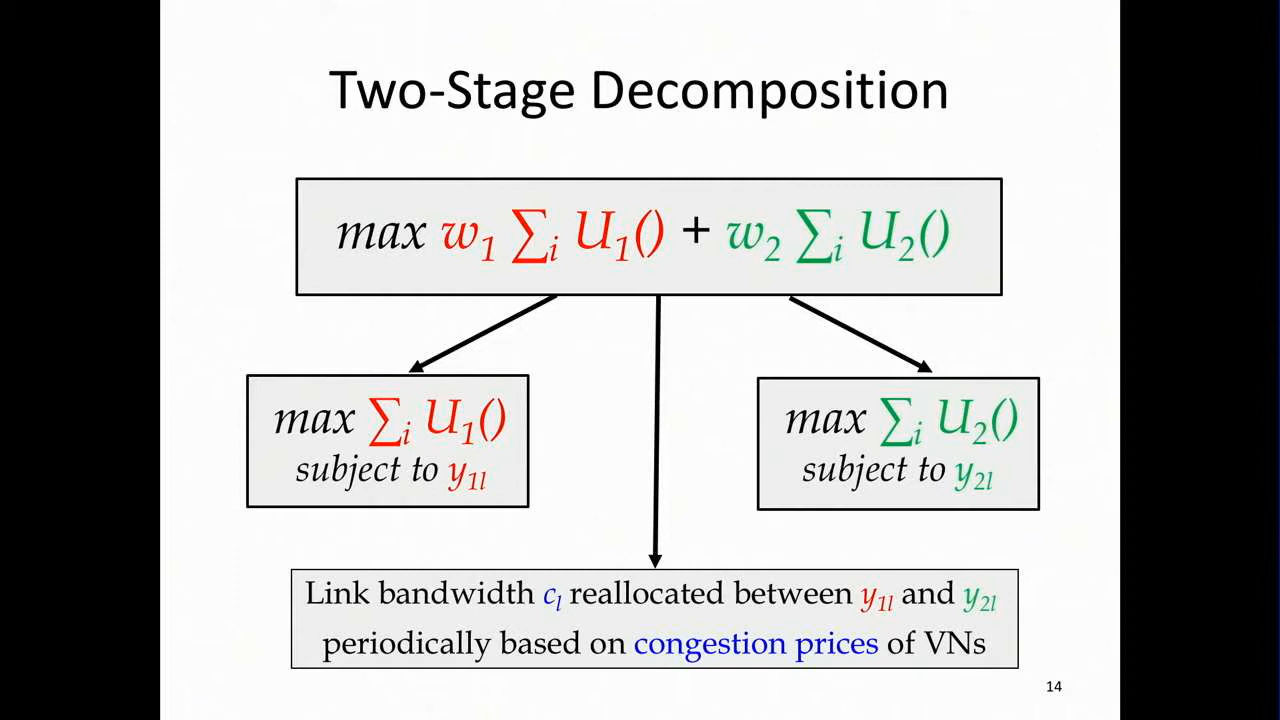 Two-Stage Decomposition
max w₁ ∑ᵢ U₁() + w₂ ∑ᵢ U₂()
max ∑ᵢ U₁()
subject to y₁ₗ
max ∑ᵢ U₂()
subject to y₂ₗ
Link bandwidth cₗ reallocated between y₁ₗ and y₂ₗ
periodically based on congestion prices of VNs
14